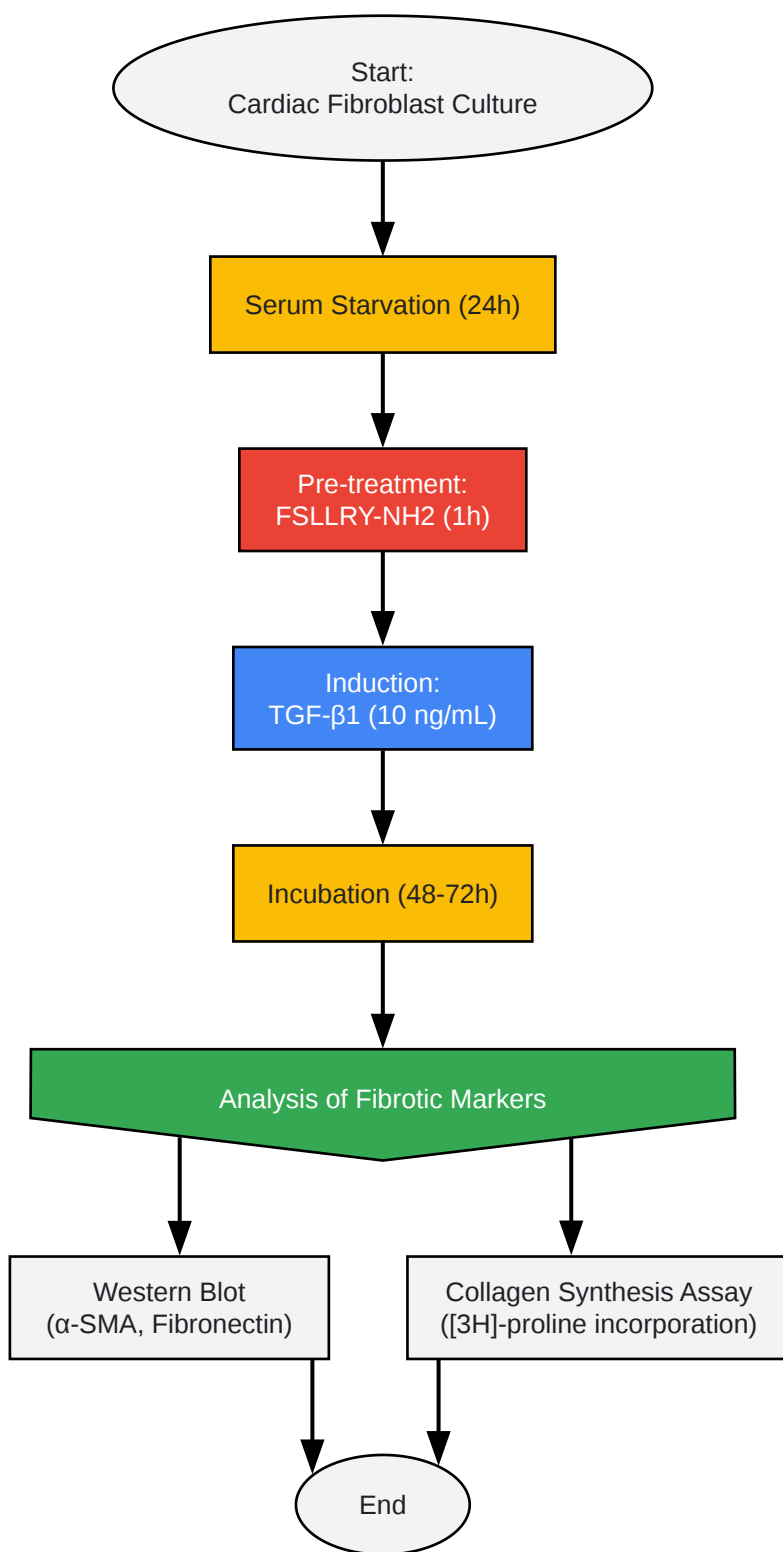 Start:
Cardiac Fibroblast Culture
Serum Starvation (24h)
Pre-treatment:
FSLLRY-NH2 (1h)
Induction:
TGF-β1 (10 ng/mL)
Incubation (48-72h)
Analysis of Fibrotic Markers
Western Blot
(α-SMA, Fibronectin)
Collagen Synthesis Assay
([3H]-proline incorporation)
End